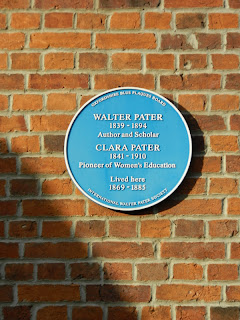 OXFORDSHIRE BLUE PLAQUES BOARD
WALTER PATER
1839 - 1894
Author and Scholar
CLARA PATER
1841 - 1910
Pioneer of Women's Education
Lived here
1869 - 1885
INTERNATIONAL WALTER PATER SOCIETY